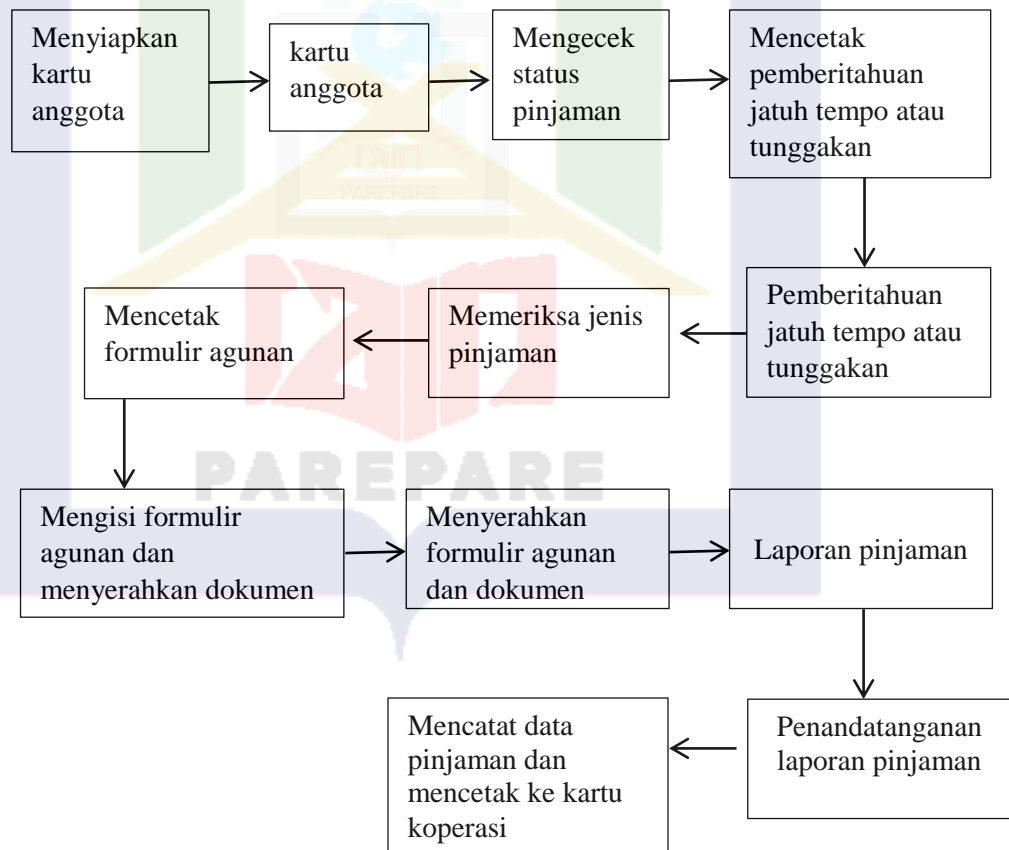 Menyiapkan
kartu
anggota
kartu
anggota
Mengecek
status
pinjaman
Mencetak
pemberitahuan
jatuh tempo atau
tunggakan
Pemberitahuan
jatuh tempo atau
tunggakan
Memeriksa jenis
pinjaman
Mencetak
formulir agunan
PAREPARE
PAREPARE
Mengisi formulir
agunan dan
menyerahkan dokumen
Menyerahkan
formulir agunan
dan dokumen
Laporan pinjaman
Penandatanganan
laporan pinjaman
Mencatat data
pinjaman dan
mencetak ke kartu
koperasi